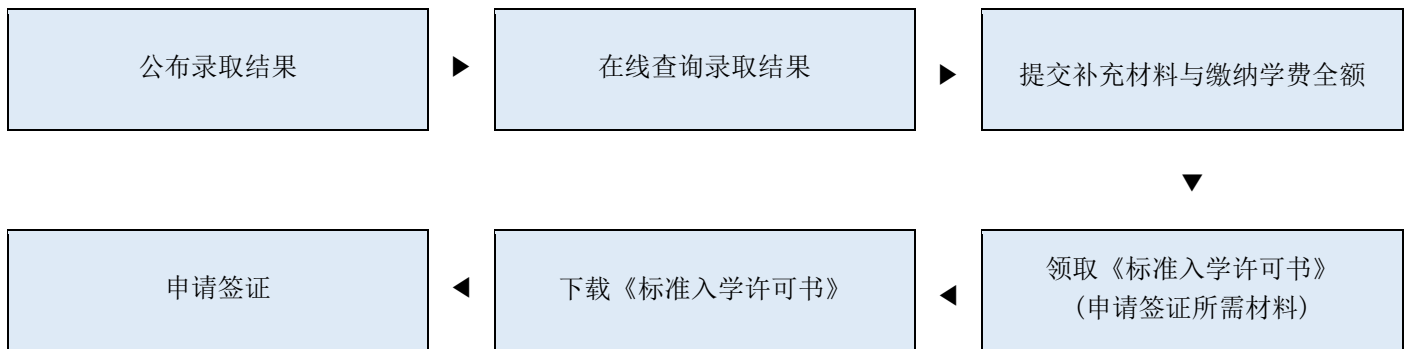 公布录取结果
▶
在线查询录取结果
▶
提交补充材料与缴纳学费全额
▼
领取《标准入学许可书》
(申请签证所需材料)
◀
下载《标准入学许可书》
◀
申请签证